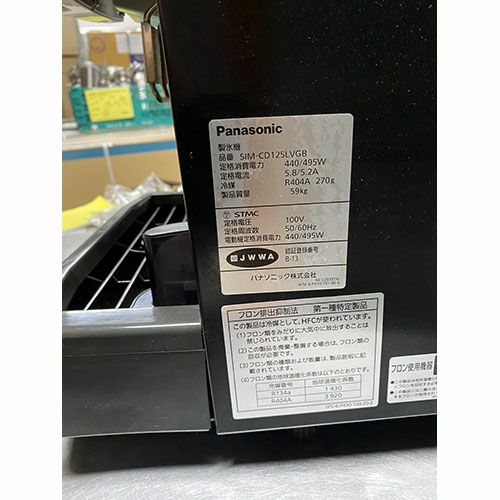 Panasonic
製氷機
品番 SIM-CD125LVGB
定格消費電力 440/495W
定格電流 5.8/5.2A
冷媒 R404A 270g
製品質量 59kg
STMC
定格電圧 100V
定格周波数 50/60Hz
電動機定格消費電力 440/495W
JWWA 認証登録番号
B-13
パナソニック株式会社
フロン排出抑制法 第一種特定製品
この製品は冷媒として、HFCが使われています。
(1)フロン類をみだりに大気中に放出することは
禁じられています。
(2)この製品を廃棄・整備する場合は、フロン類の
回収が必要です。
(3)フロン類の種類および数量は、製品銘板に記
載されています。
(4)フロン類の地球温暖化係数は以下のとおりです。
冷媒番号 地球温暖化係数
R134a 1,430
R404A 3,920
フロン使用機器